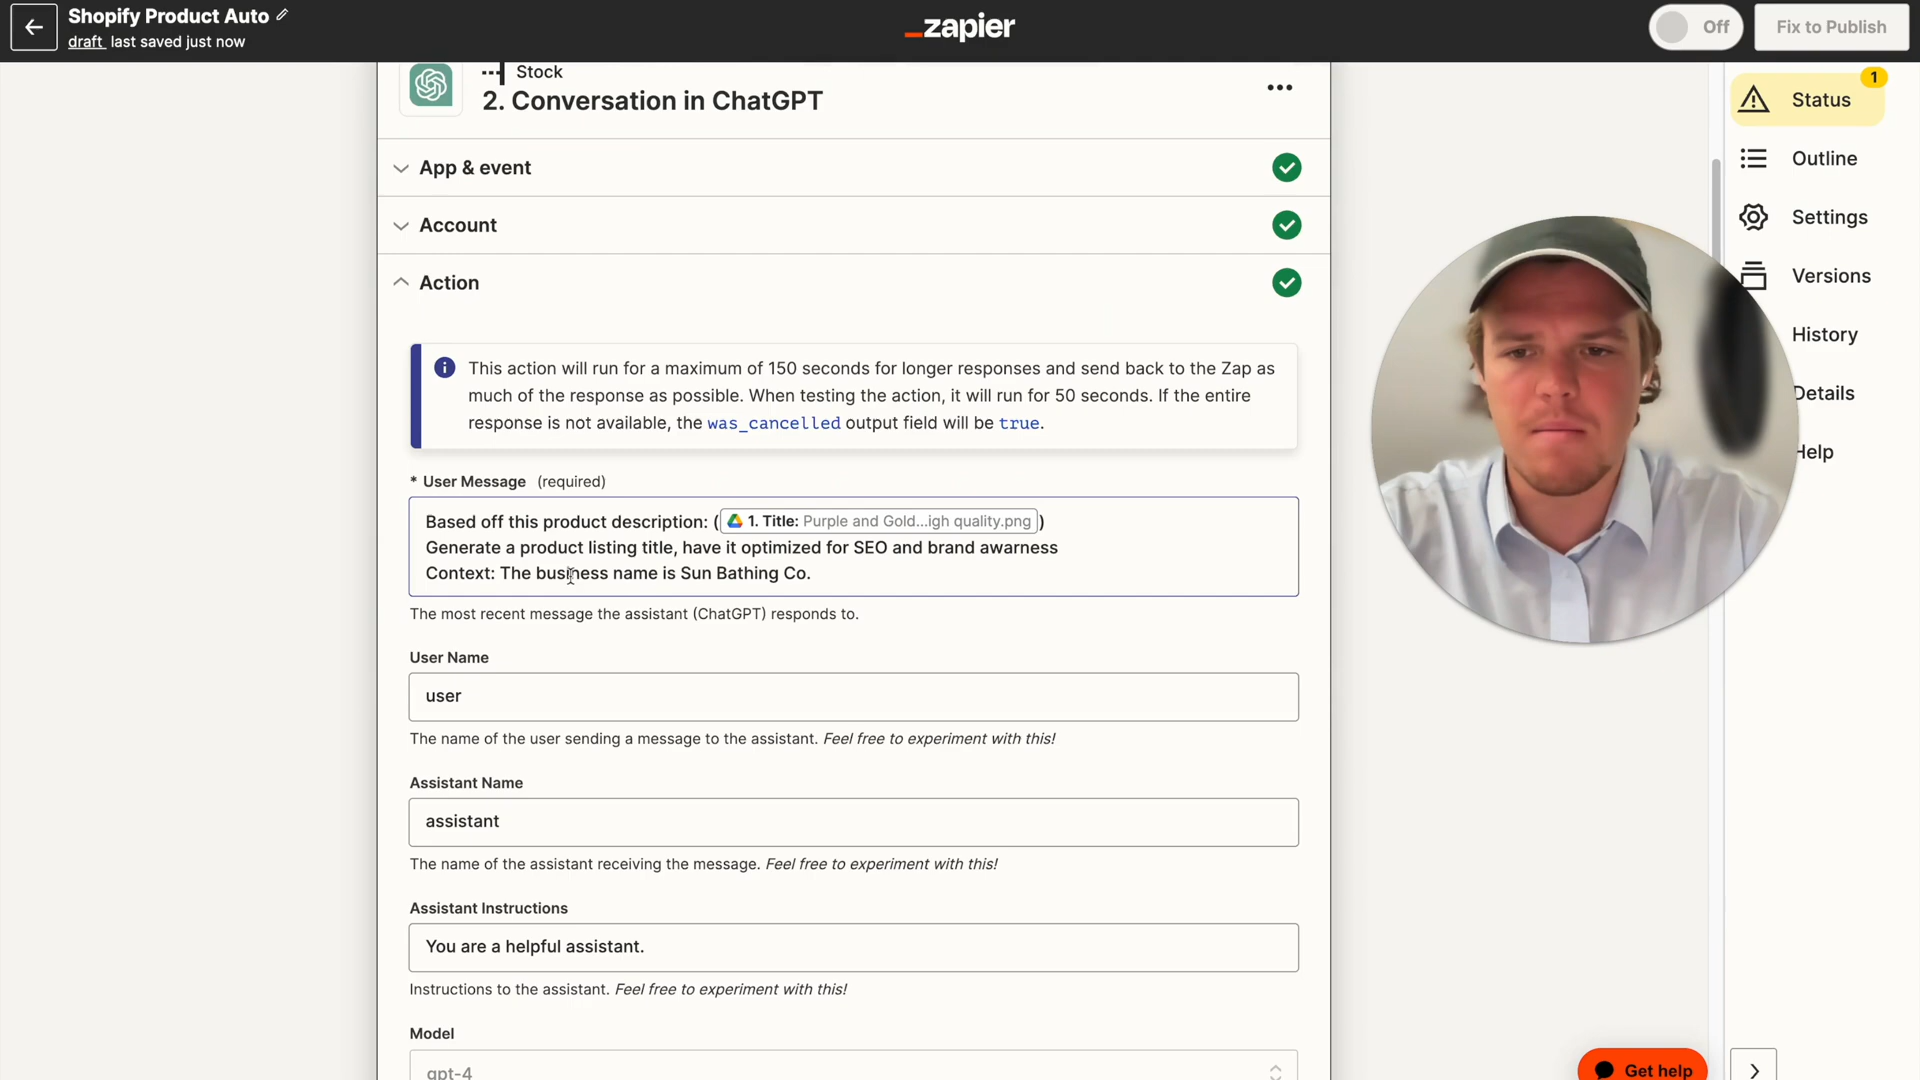 Shopify Product Auto
draft last saved just now
zapier
Off
Fix to Publish
Stock
2. Conversation in ChatGPT
App & event
Account
Action
This action will run for a maximum of 150 seconds for longer responses and send back to the Zap as
much of the response as possible. When testing the action, it will run for 50 seconds. If the entire
response is not available, the was_cancelled output field will be true.
* User Message (required)
Based off this product description: ( 1. Title: Purple and Gold...igh quality.png )
Generate a product listing title, have it optimized for SEO and brand awarness
Context: The business name is Sun Bathing Co.
The most recent message the assistant (ChatGPT) responds to.
User Name
user
The name of the user sending a message to the assistant. Feel free to experiment with this!
Assistant Name
assistant
The name of the assistant receiving the message. Feel free to experiment with this!
Assistant Instructions
You are a helpful assistant.
Instructions to the assistant. Feel free to experiment with this!
Model
gpt-4
1
Status
Outline
Settings
Versions
History
Details
Help
Get help